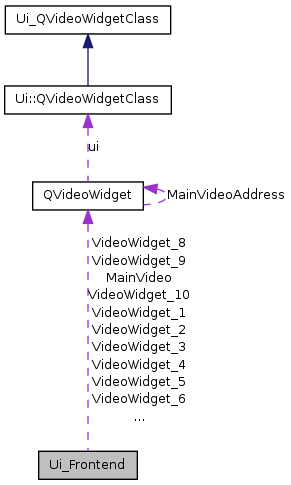 Ui_QVideoWidgetClass
Ui::QVideoWidgetClass
ui
QVideoWidget
MainVideoAddress
VideoWidget_8
VideoWidget_9
MainVideo
VideoWidget_10
VideoWidget_1
VideoWidget_2
VideoWidget_3
VideoWidget_4
VideoWidget_5
VideoWidget_6
...
Ui_Frontend